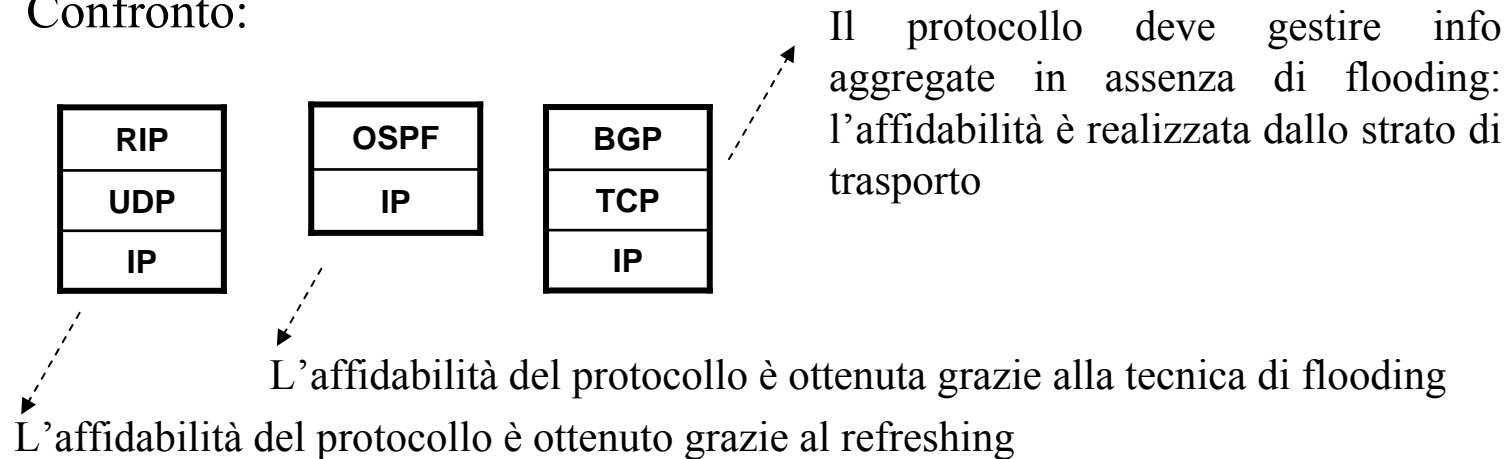 Confronto:
Il protocollo deve gestire info
aggregate in assenza di flooding:
l’affidabilità è realizzata dallo strato di
trasporto
RIP
UDP
IP
OSPF
IP
BGP
TCP
IP
L’affidabilità del protocollo è ottenuta grazie alla tecnica di flooding
L’affidabilità del protocollo è ottenuto grazie al refreshing